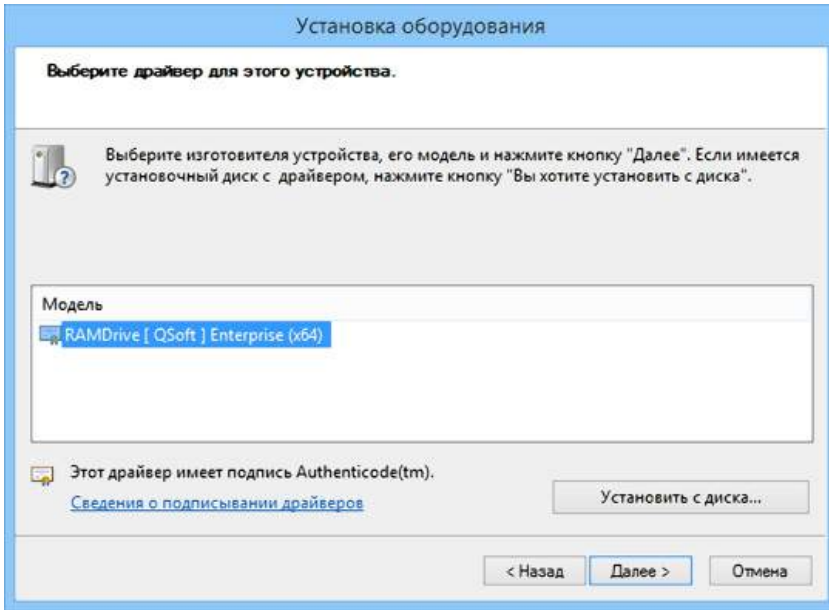 Установка оборудования
Выберите драйвер для этого устройства.
Выберите изготовителя устройства, его модель и нажмите кнопку "Далее". Если имеется
установочный диск с драйвером, нажмите кнопку "Вы хотите установить с диска".
Модель
RAMDrive [ QSoft ] Enterprise (x64)
Этот драйвер имеет подпись Authenticode(tm).
Сведения о подписывании драйверов
Установить с диска...
< Назад
Далее >
Отмена